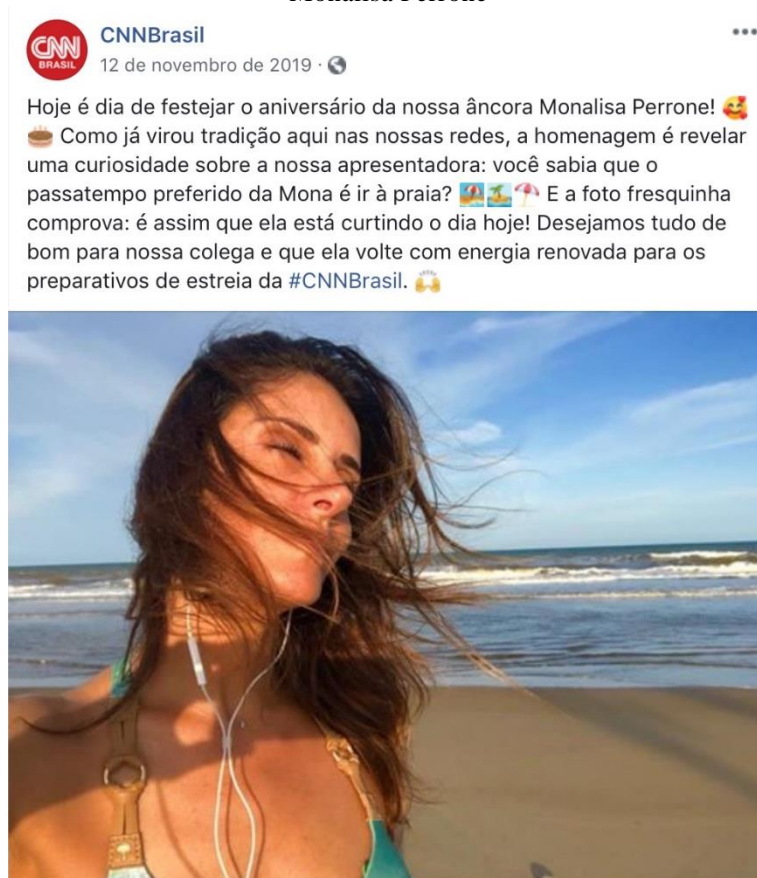 Monalisa Perrone
CNN
BRASIL
CNNBrasil
12 de novembro de 2019 ·
Hoje é dia de festejar o aniversário da nossa âncora Monalisa Perrone! 🥰
🎂 Como já virou tradição aqui nas nossas redes, a homenagem é revelar
uma curiosidade sobre a nossa apresentadora: você sabia que o
passatempo preferido da Mona é ir à praia? 🏖️🏝️⛱️ E a foto fresquinha
comprova: é assim que ela está curtindo o dia hoje! Desejamos tudo de
bom para nossa colega e que ela volte com energia renovada para os
preparativos de estreia da #CNNBrasil. 🙌